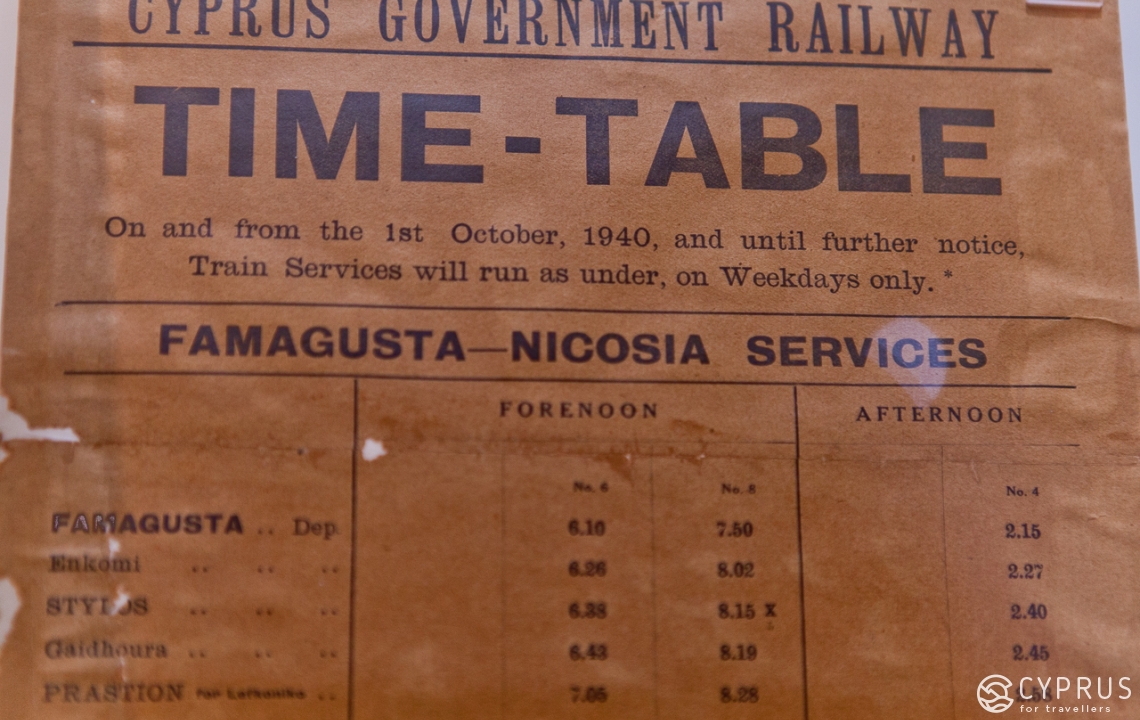 CYPRUS GOVERNMENT RAILWAY
TIME-TABLE
On and from the 1st October, 1940, and until further notice,
Train Services will run as under, on Weekdays only. *
FAMAGUSTA—NICOSIA SERVICES
FORENOON AFTERNOON
No. 6 No. 8 No. 4
FAMAGUSTA .. Dep. 6.10 7.50 2.15
Enkomi .. .. .. 6.26 8.02 2.27
STYLOS .. .. .. 6.38 8.15 x 2.40
Gaidhoura .. .. .. 6.43 8.19 2.45
PRASTION for Lefkoniko .. 7.05 8.28
CYPRUS
for travellers